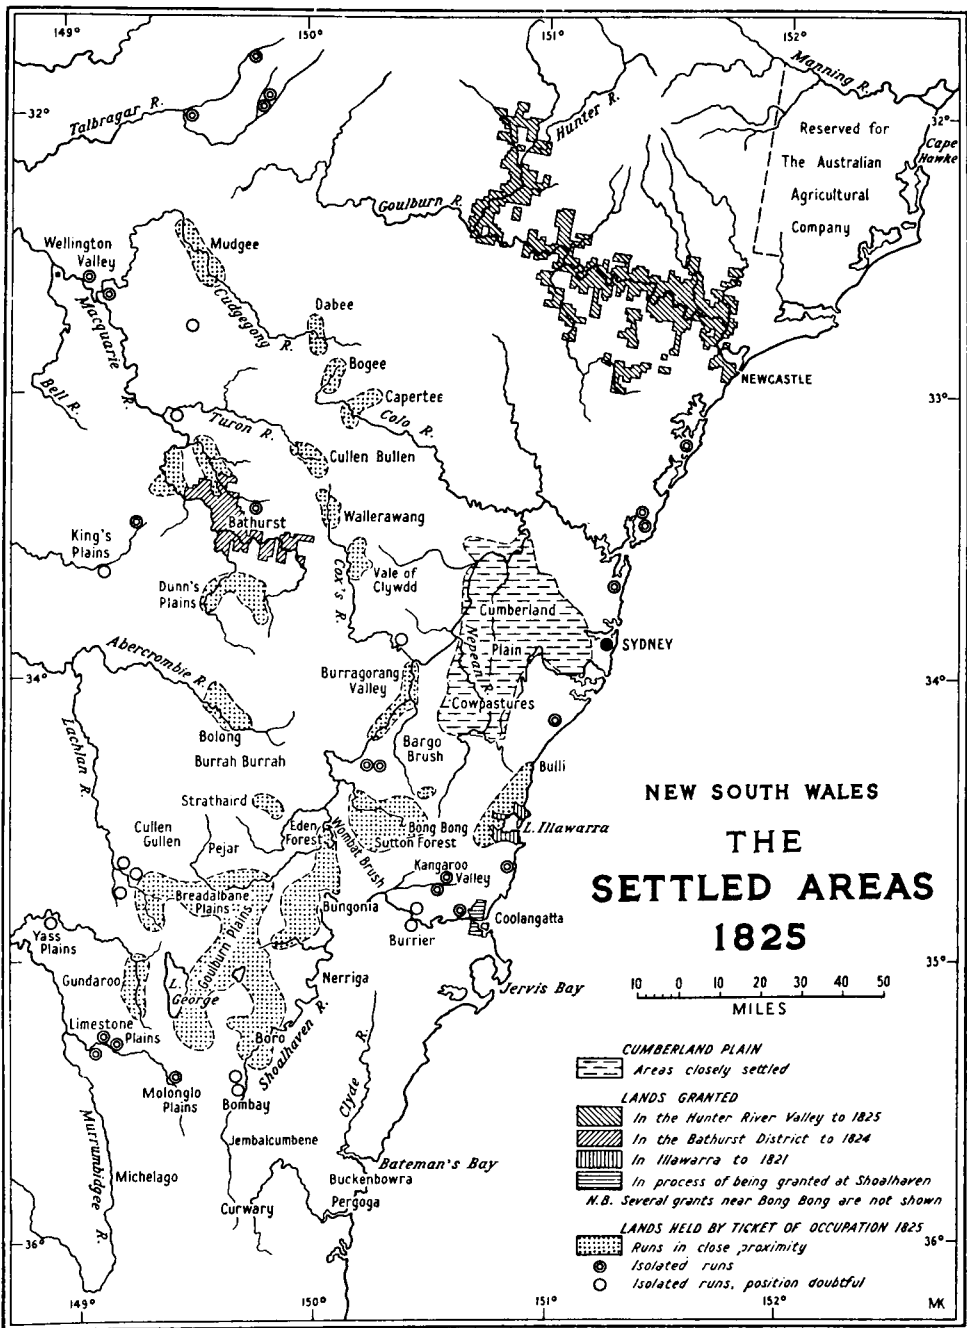 149°
150°
151°
152°
Manning R.
32°
Talbragar R.
Hunter R.
32°
Reserved for
The Australian
Agricultural
Company
Cape
Hawke
Goulburn R.
Wellington
Valley
Mudgee
Macquarie R.
Cudgegong R.
Dabee
Bogee
Bell R.
Capertee
Colo R.
NEWCASTLE
33°
Turon R.
Cullen Bullen
Bathurst
Wallerawang
King's
Plains
Dunn's
Plains
Cox's R.
Vale of
Clywdd
Cumberland
Plain
Nepean R.
SYDNEY
Abercrombie R.
34°
34°
Burragorang
Valley
Cowpastures
Lachlan R.
Bolong
Burrah Burrah
Bargo
Brush
Bulli
Strathaird
Cullen
Gullen
Pejar
Eden
Forest
Wombat Brush
Bong Bong
Sutton Forest
L. Illawarra
Kangaroo
Valley
Breadalbane
Plains
Bungonia
Goulburn Plains
Coolangatta
Burrier
Yass
Plains
35°
Gundaroo
L.
George
Nerriga
Jervis Bay
Limestone
Plains
Boro
Shoalhaven R.
Clyde R.
Molonglo
Plains
Bombay
Jembalcumbene
Murrumbidgee R.
Michelago
Bateman's Bay
Buckenbowra
Curwary
Pergoga
36°
36°
149°
150°
151°
152°
NEW SOUTH WALES
THE
SETTLED AREAS
1825
10 0 10 20 30 40 50
MILES
CUMBERLAND PLAIN
Areas closely settled
LANDS GRANTED
In the Hunter River Valley to 1825
In the Bathurst District to 1824
In Illawarra to 1821
In process of being granted at Shoalhaven
N.B. Several grants near Bong Bong are not shown
LANDS HELD BY TICKET OF OCCUPATION 1825
Runs in close proximity
Isolated runs
Isolated runs, position doubtful
MK